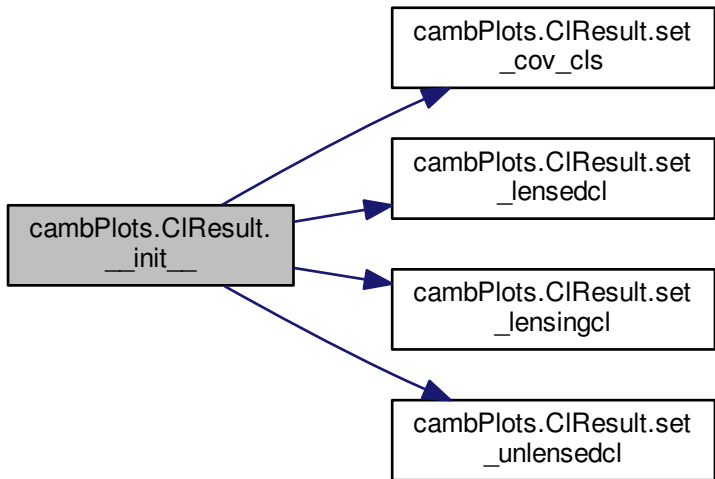 cambPlots.ClResult.set
_cov_cls
cambPlots.ClResult.set
_lensedcl
cambPlots.ClResult.
__init__
cambPlots.ClResult.set
_lensingcl
cambPlots.ClResult.set
_unlensedcl